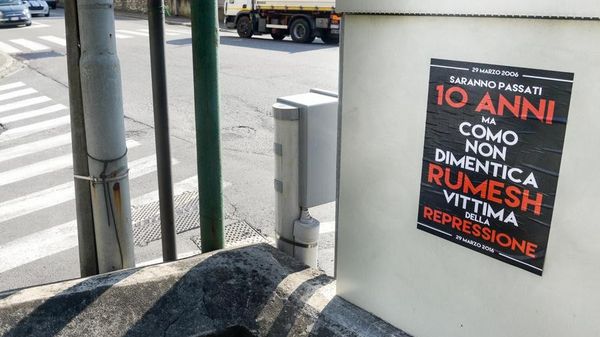 29 MARZO 2006
SARANNO PASSATI
10 ANNI
MA
COMO
NON
DIMENTICA
RUMESH
VITTIMA
DELLA
REPRESSIONE
29 MARZO 2016